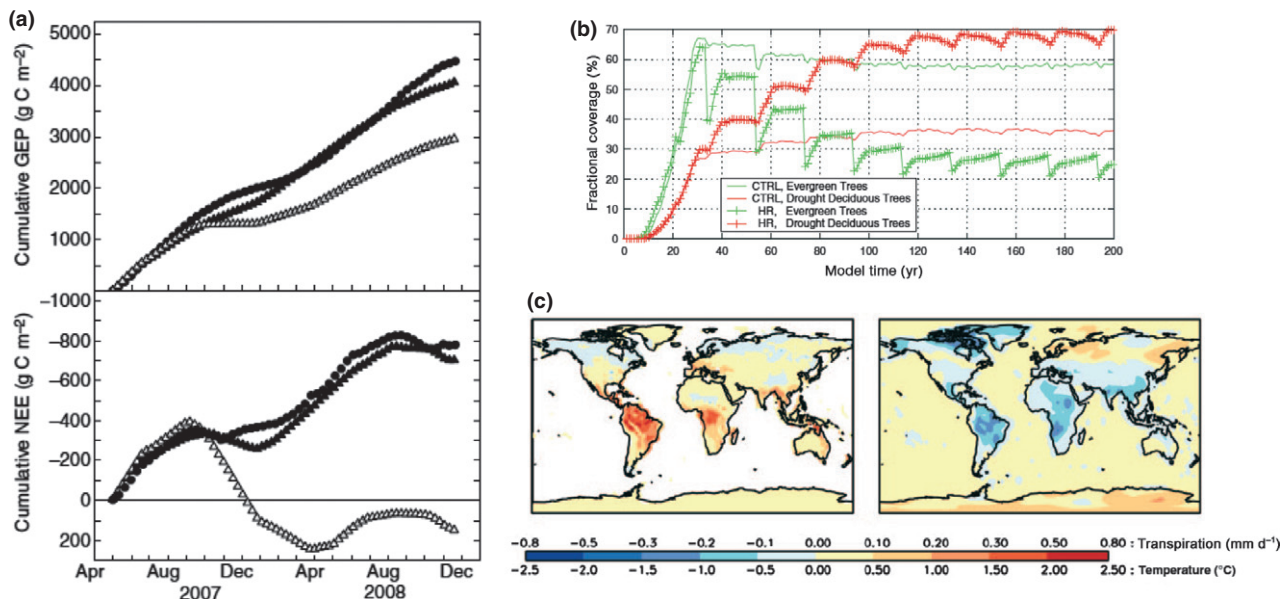 (a)
5000
4000
3000
2000
1000
Cumulative GEP (g C m⁻²)
−1000
−800
−600
−400
−200
0
200
Cumulative NEE (g C m⁻²)
Apr Aug Dec Apr Aug Dec
2007 2008
(b)
70
60
50
40
30
20
10
0
Fractional coverage (%)
CTRL, Evergreen Trees
CTRL, Drought Deciduous Trees
HR, Evergreen Trees
HR, Drought Deciduous Trees
0 20 40 60 80 100 120 140 160 180 200
Model time (yr)
(c)
−0.8 −0.5 −0.3 −0.2 −0.1 0.00 0.10 0.20 0.30 0.50 0.80 : Transpiration (mm d⁻¹)
−2.5 −2.0 −1.5 −1.0 −0.5 0.00 0.50 1.00 1.50 2.00 2.50 : Temperature (°C)